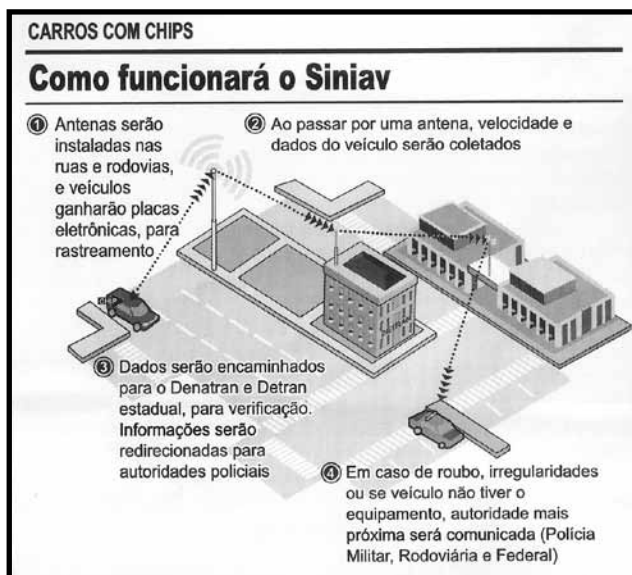 CARROS COM CHIPS
Como funcionará o Siniav
① Antenas serão
instaladas nas
ruas e rodovias,
e veículos
ganharão placas
eletrônicas, para
rastreamento
② Ao passar por uma antena, velocidade e
dados do veículo serão coletados
③ Dados serão encaminhados
para o Denatran e Detran
estadual, para verificação.
Informações serão
redirecionadas para
autoridades policiais
④ Em caso de roubo, irregularidades
ou se veículo não tiver o
equipamento, autoridade mais
próxima será comunicada (Polícia
Militar, Rodoviária e Federal)